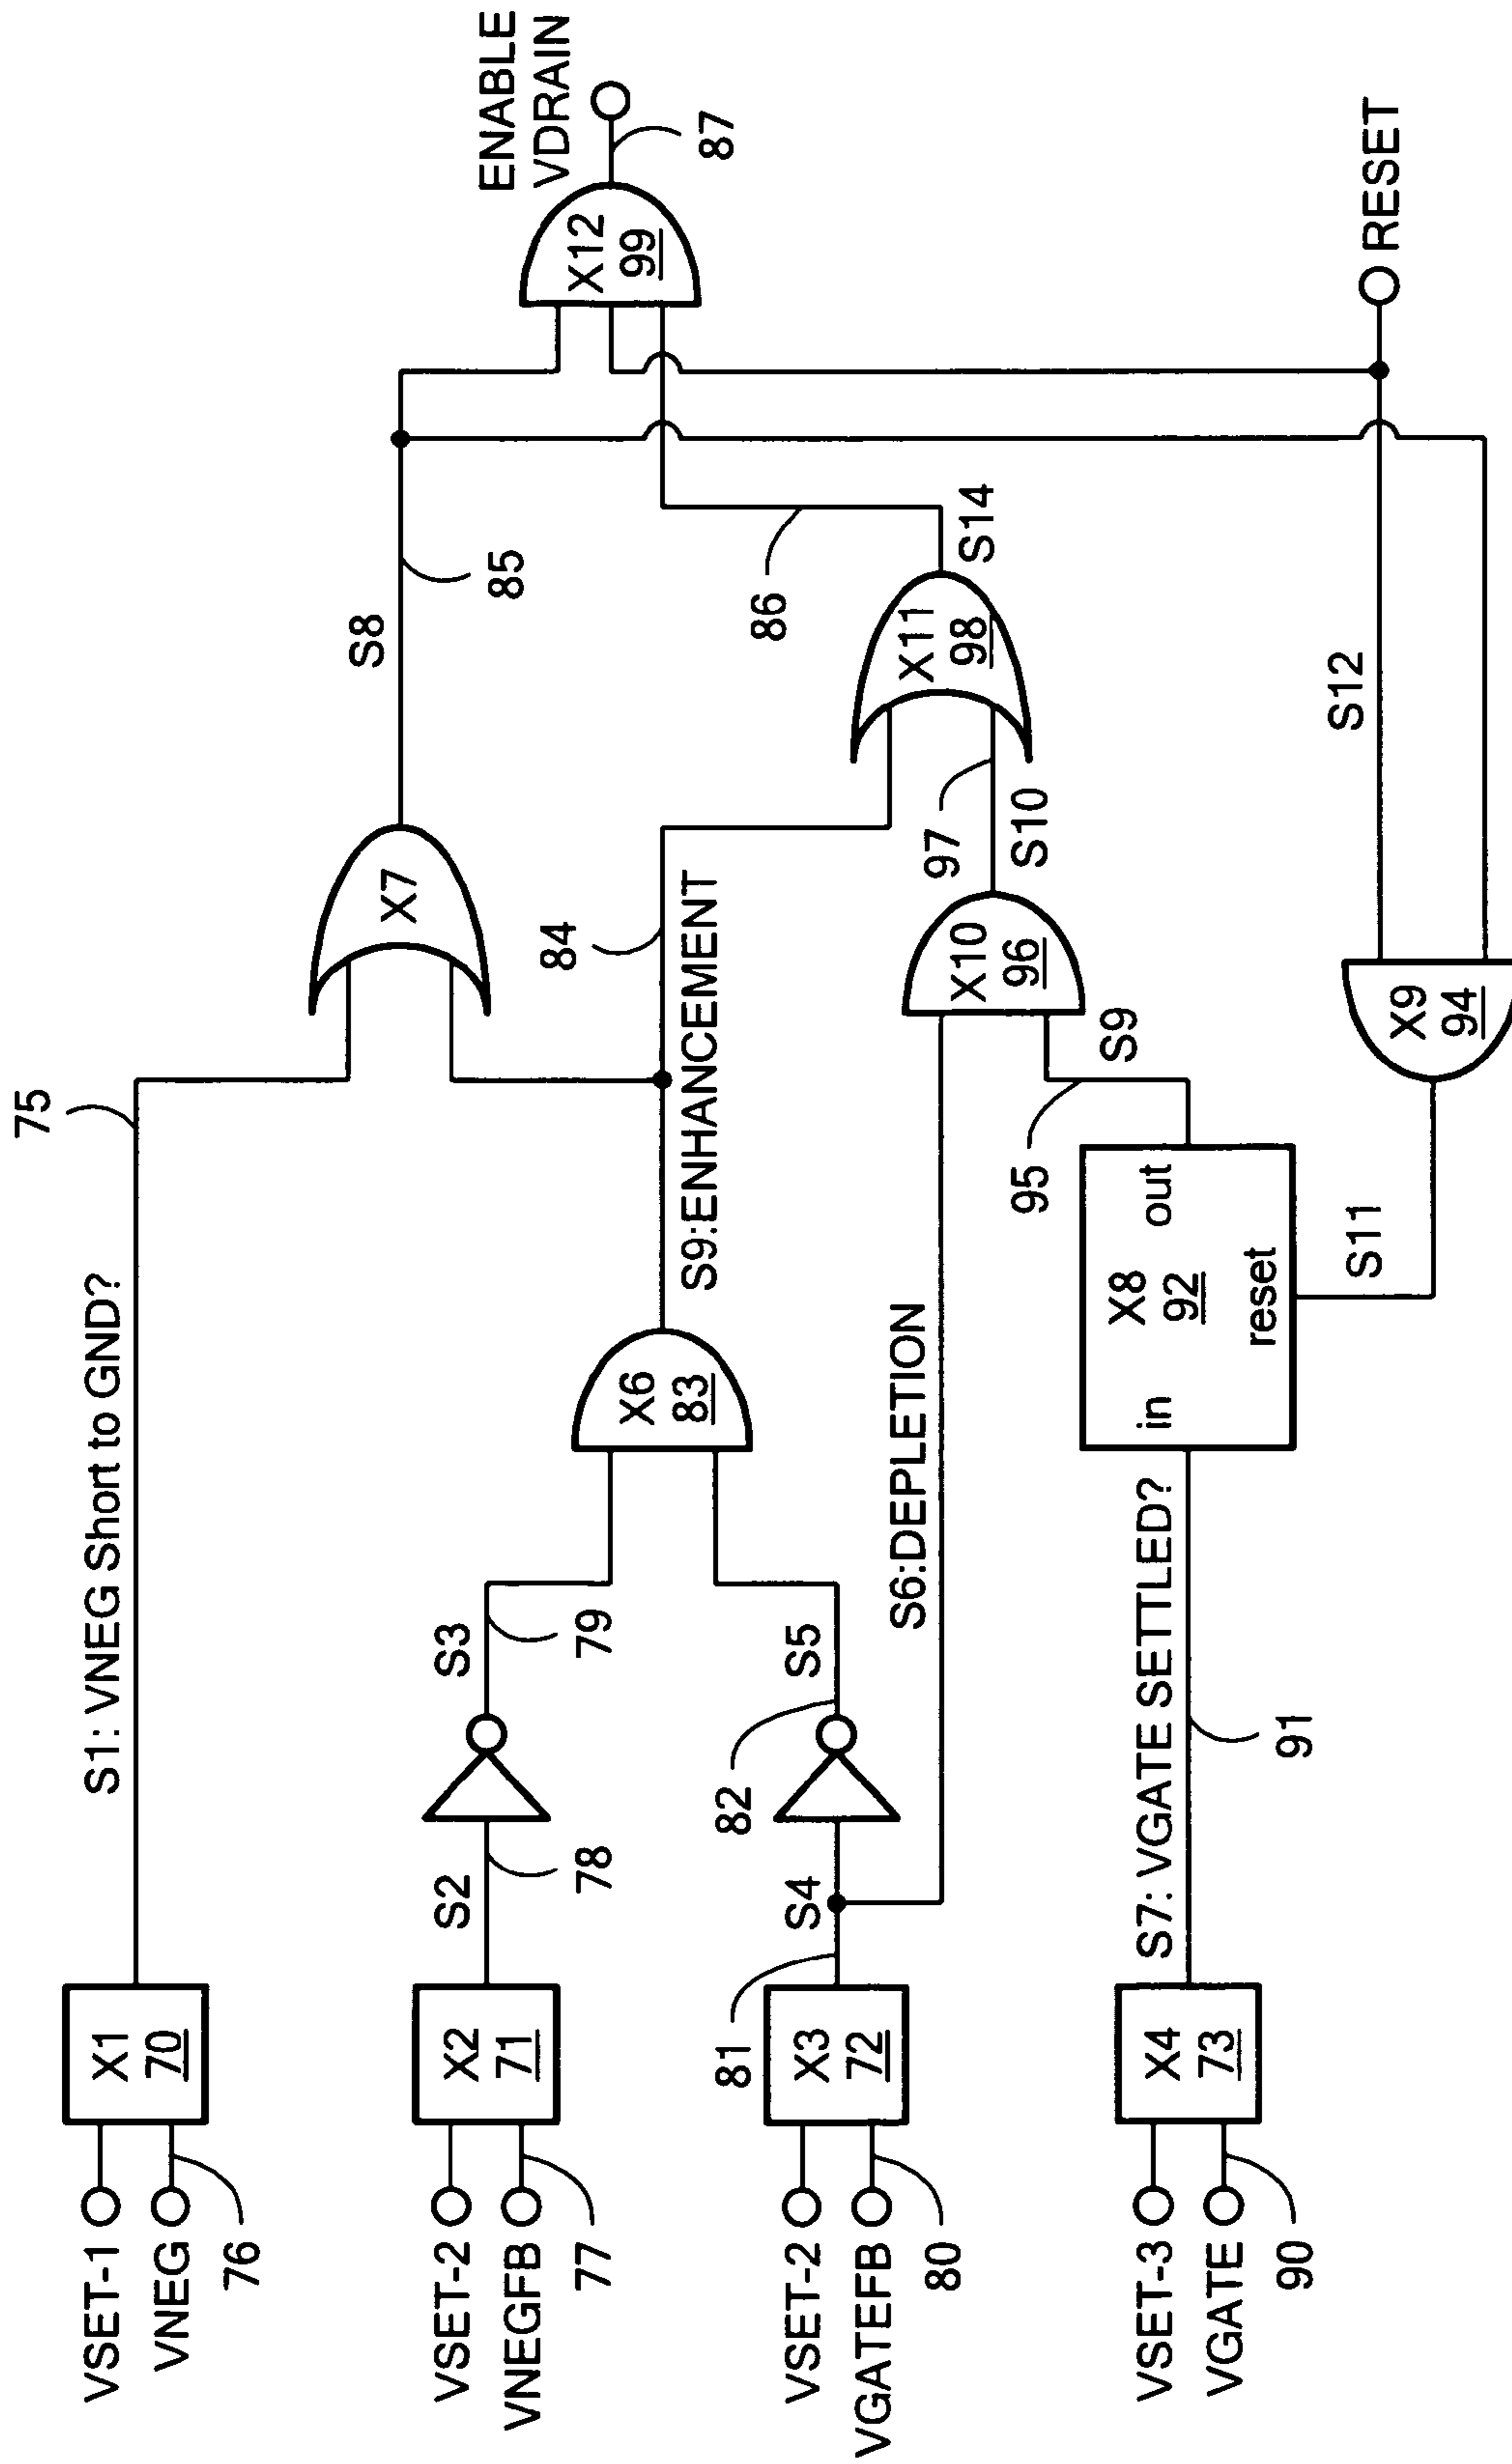 VSET-1
VNEG
76
X1
70
S1: VNEG Short to GND?
75
VSET-2
VNEGFB
77
X2
71
S2
78
S3
79
VSET-2
VGATEFB
80
X3
72
81
S4
82
S5
X6
83
S9:ENHANCEMENT
84
X7
S8
85
S6:DEPLETION
VSET-3
VGATE
90
X4
73
S7: VGATE SETTLED?
91
in
X8
92
out
reset
95
S9
S11
X9
94
X10
96
97
S10
X11
98
S14
86
S12
RESET
X12
99
87
ENABLE
VDRAIN